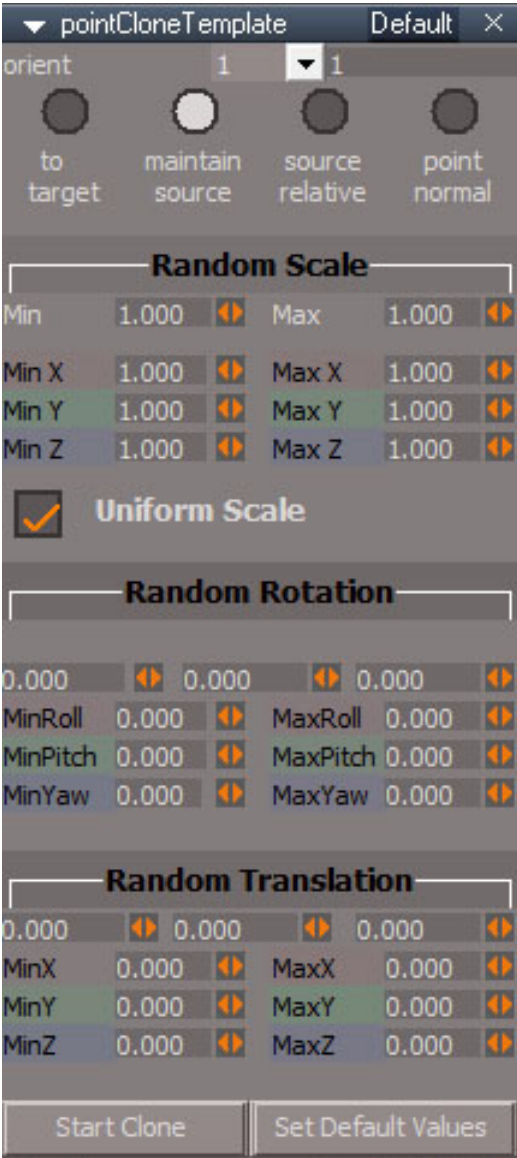 pointCloneTemplate Default ×
orient 1 1
to target maintain source source relative point normal
Random Scale
Min 1.000 Max 1.000
Min X 1.000 Max X 1.000
Min Y 1.000 Max Y 1.000
Min Z 1.000 Max Z 1.000
Uniform Scale
Random Rotation
0.000 0.000 0.000
MinRoll 0.000 MaxRoll 0.000
MinPitch 0.000 MaxPitch 0.000
MinYaw 0.000 MaxYaw 0.000
Random Translation
0.000 0.000 0.000
MinX 0.000 MaxX 0.000
MinY 0.000 MaxY 0.000
MinZ 0.000 MaxZ 0.000
Start Clone Set Default Values